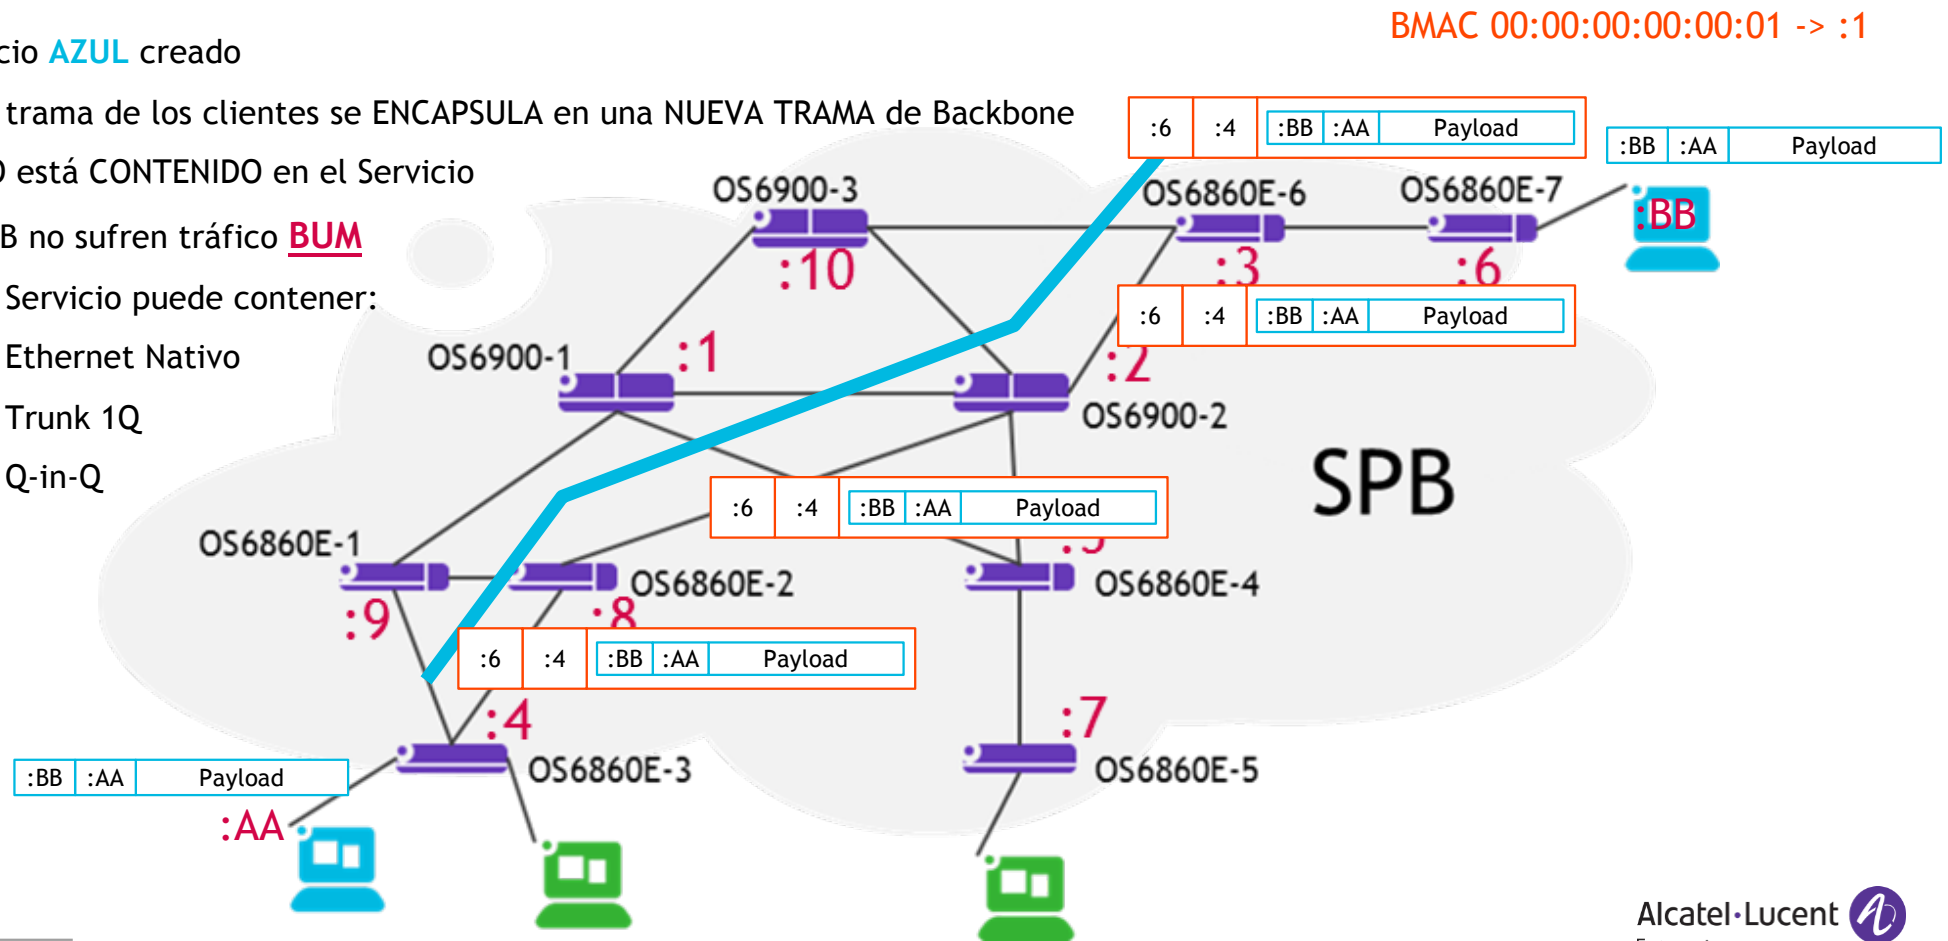 BMAC 00:00:00:00:00:01 -> :1
cio AZUL creado
trama de los clientes se ENCAPSULA en una NUEVA TRAMA de Backbone
:6 :4 :BB :AA Payload
:BB :AA Payload
O está CONTENIDO en el Servicio
OS6900-3
OS6860E-6
OS6860E-7
:BB
B no sufren tráfico BUM
:10
:3
:6
Servicio puede contener:
:6 :4 :BB :AA Payload
Ethernet Nativo
OS6900-1
:1
:2
OS6900-2
Trunk 1Q
Q-in-Q
SPB
:6 :4 :BB :AA Payload
OS6860E-1
OS6860E-2
OS6860E-4
:9
:8
:6 :4 :BB :AA Payload
:4
:7
OS6860E-3
OS6860E-5
:BB :AA Payload
:AA
Alcatel·Lucent